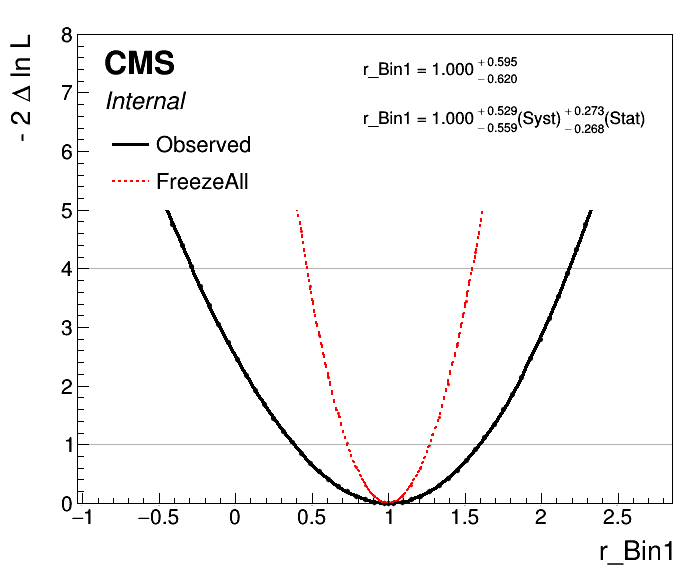 - 2 Δ ln L
8
7
6
5
4
3
2
1
0
CMS
Internal
Observed
FreezeAll
r_Bin1 = 1.000 +0.595 −0.620
r_Bin1 = 1.000 +0.529 −0.559 (Syst) +0.273 −0.268 (Stat)
−1 −0.5 0 0.5 1 1.5 2 2.5
r_Bin1